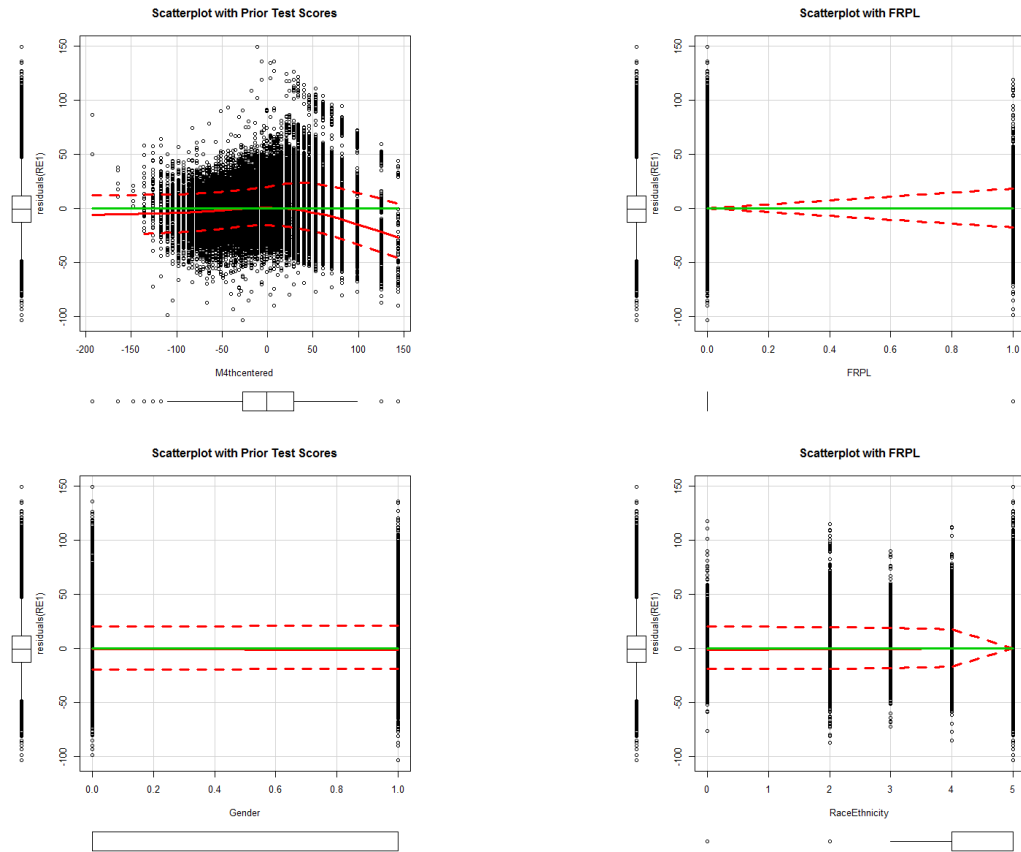 Scatterplot with Prior Test Scores
150
100
50
0
-50
-100
residuals(RE1)
-200 -150 -100 -50 0 50 100 150
M4thcentered
Scatterplot with FRPL
150
100
50
0
-50
-100
residuals(RE1)
0.0 0.2 0.4 0.6 0.8 1.0
FRPL
Scatterplot with Prior Test Scores
150
100
50
0
-50
-100
residuals(RE1)
0.0 0.2 0.4 0.6 0.8 1.0
Gender
Scatterplot with FRPL
150
100
50
0
-50
-100
residuals(RE1)
0 1 2 3 4 5
RaceEthnicity